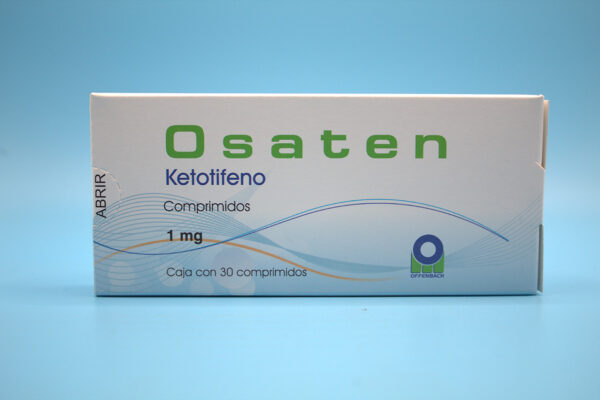 Osaten
Ketotifeno
Comprimidos
1 mg
Caja con 30 comprimidos
ABRIR
OFFENBACH